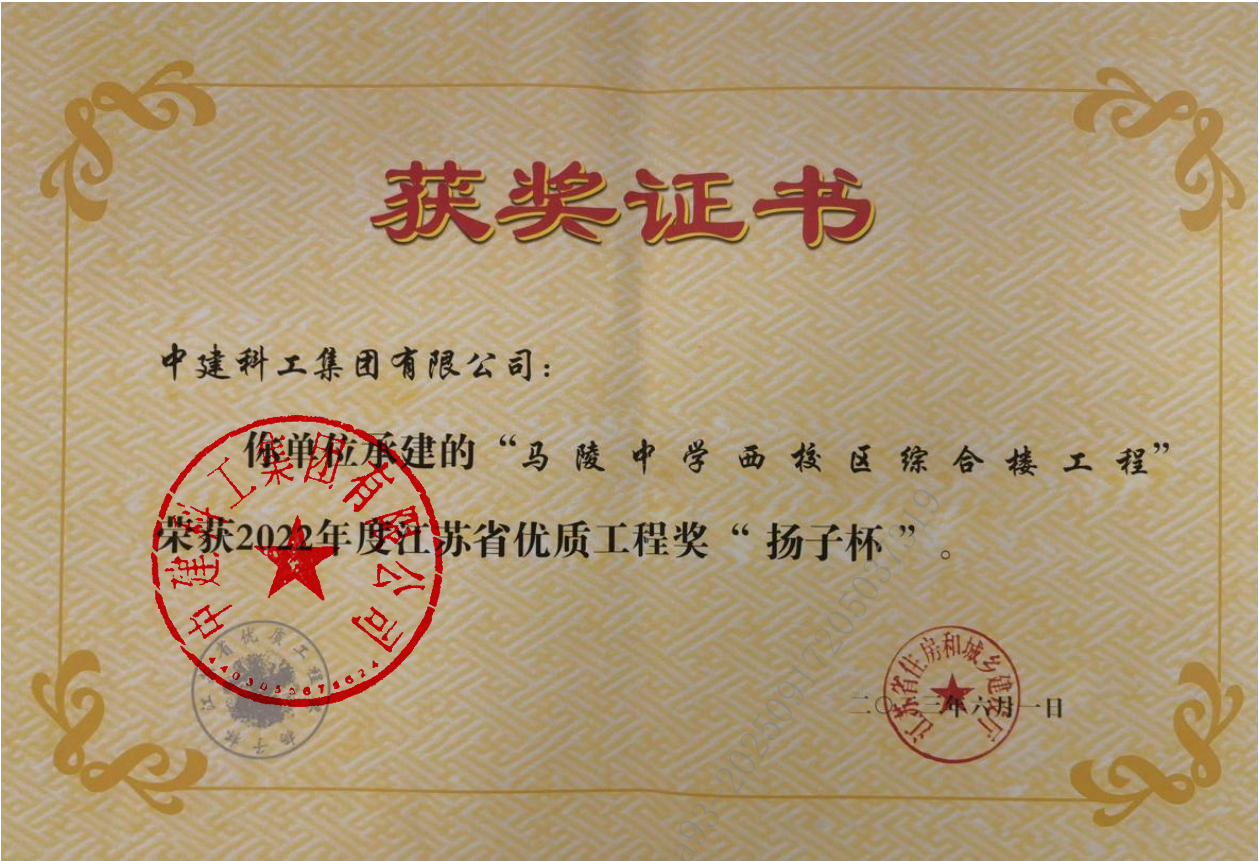 获奖证书
中建科工集团有限公司：
你单位承建的“马陵中学西校区综合楼工程”
荣获2022年度江苏省优质工程奖“扬子杯”。
中建科工集团有限公司
江苏省住房和城乡建设厅
二〇二三年六月一日